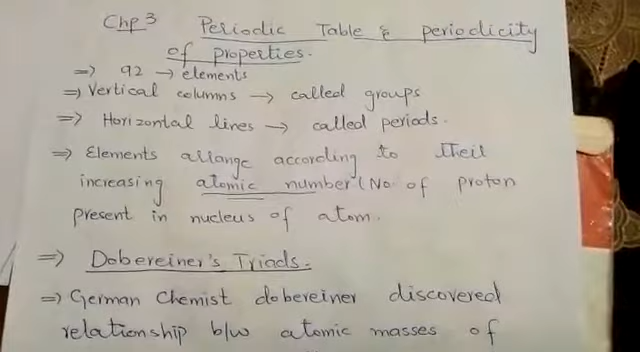 Chp 3 Periodic Table & periodicity
of properties.
=> 92 → elements
=> Vertical columns → called groups
=> Horizontal lines → called periods.
=> Elements allange according to their
increasing atomic number (No. of proton
present in nucleus of atom.
=> Dobereiner's Triads.
=> German Chemist dobereiner discovered
relationship b/w atomic masses of